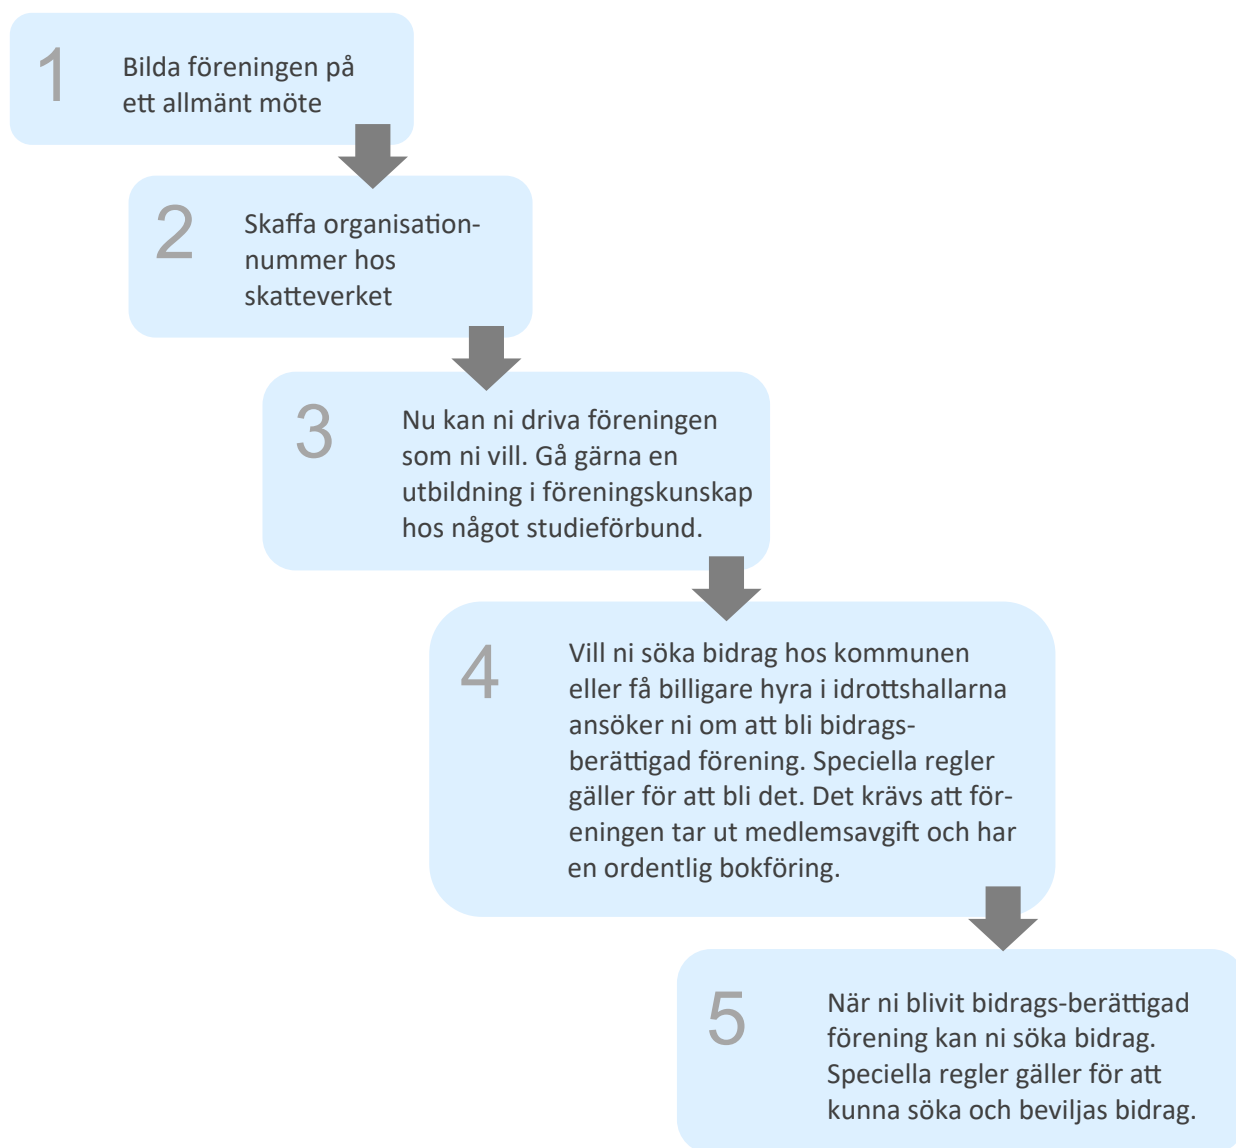 1
Bilda föreningen på
ett allmänt möte
2
Skaffa organisation-
nummer hos
skatteverket
3
Nu kan ni driva föreningen
som ni vill. Gå gärna en
utbildning i föreningskunskap
hos något studieförbund.
4
Vill ni söka bidrag hos kommunen
eller få billigare hyra i idrottshallarna
ansöker ni om att bli bidrags-
berättigad förening. Speciella regler
gäller för att bli det. Det krävs att för-
eningen tar ut medlemsavgift och har
en ordentlig bokföring.
5
När ni blivit bidrags-berättigad
förening kan ni söka bidrag.
Speciella regler gäller för att
kunna söka och beviljas bidrag.